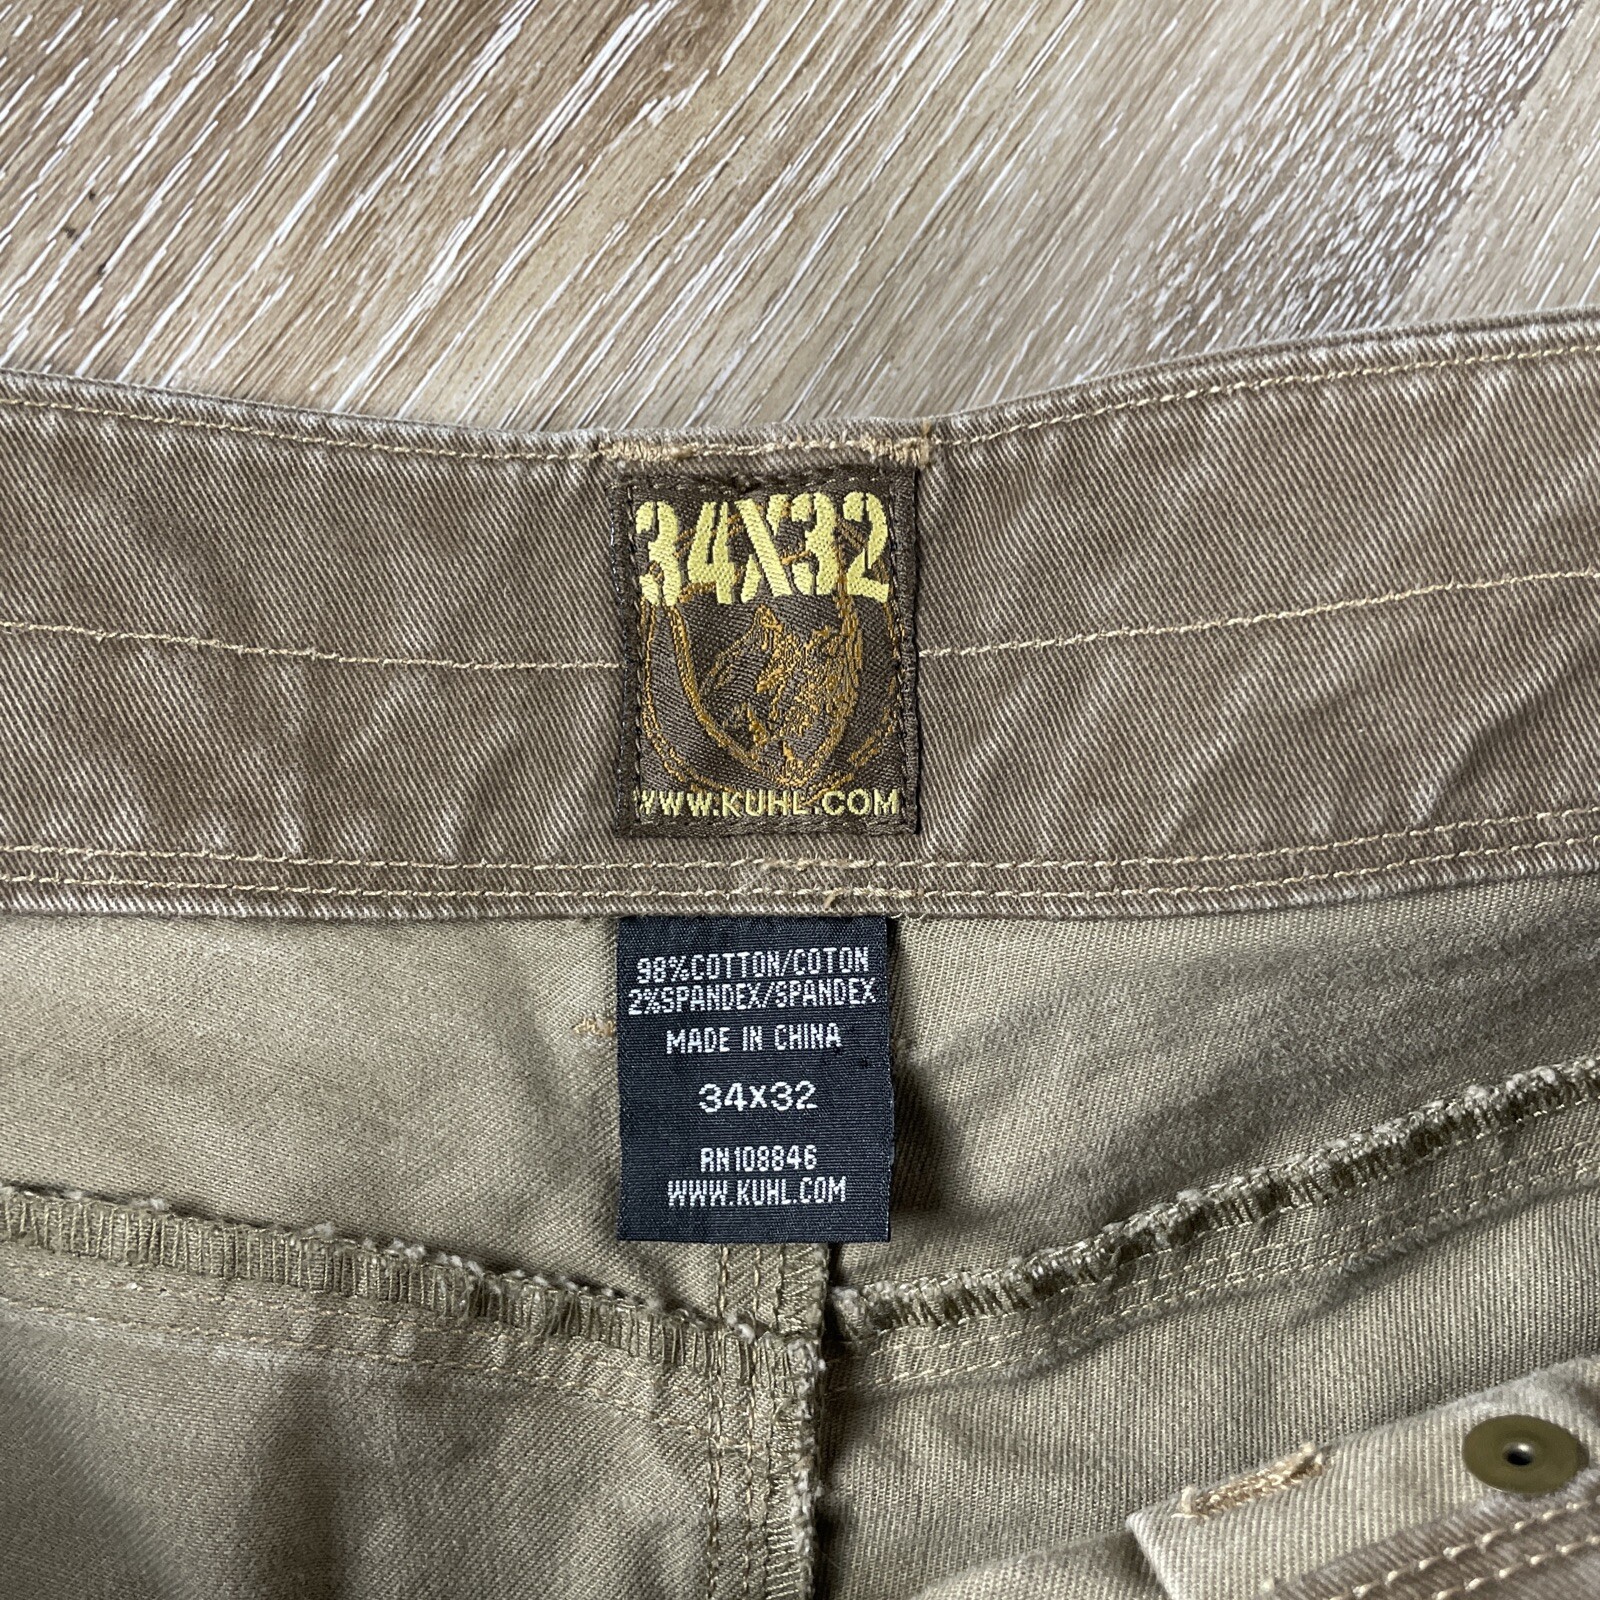 34X32
WWW.KUHL.COM
98%COTTON/COTON
2%SPANDEX/SPANDEX
MADE IN CHINA
34x32
RN108846
WWW.KUHL.COM